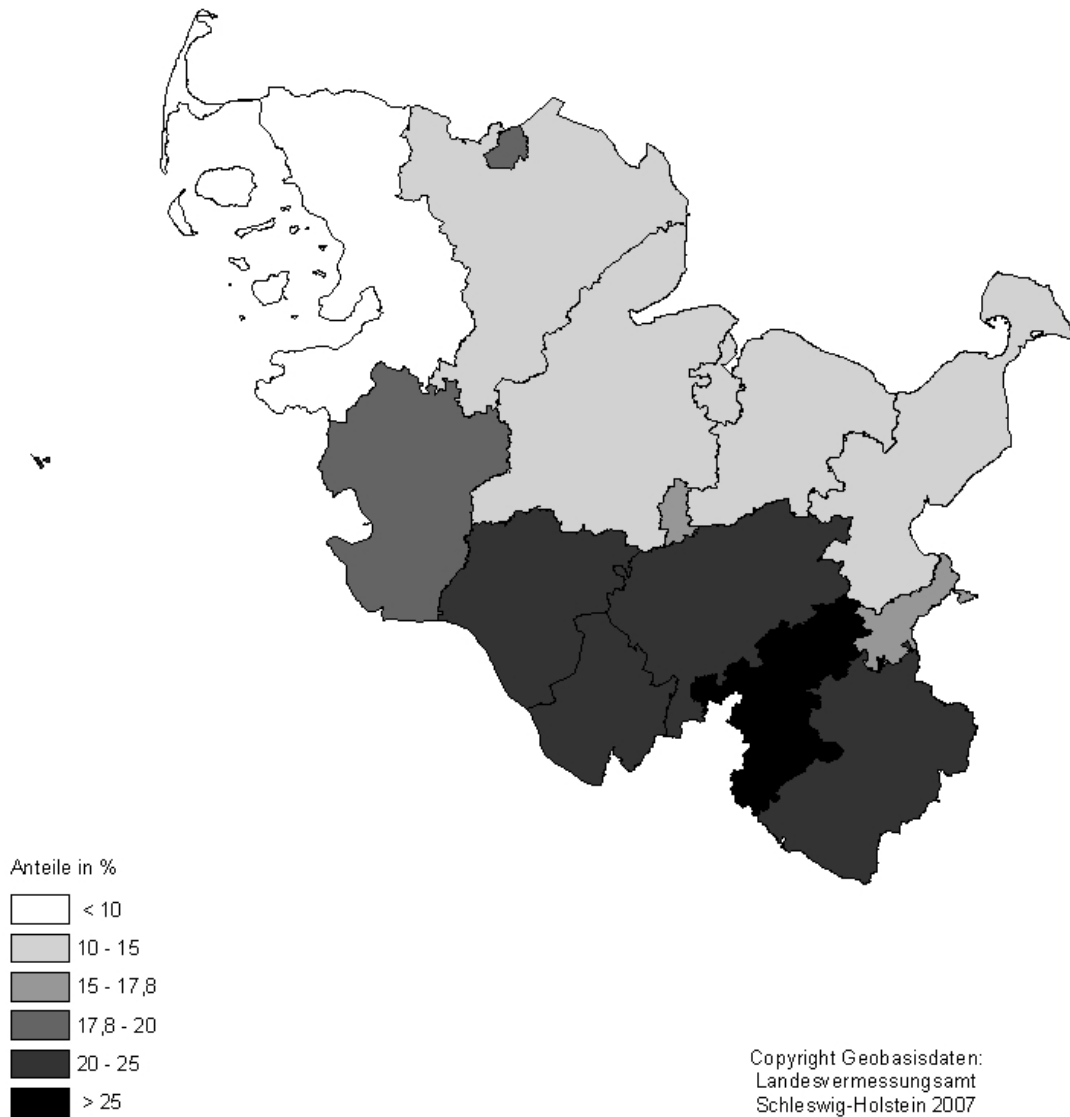 Anteile in %
< 10
10 - 15
15 - 17,8
17,8 - 20
20 - 25
> 25
Copyright Geobasisdaten:
Landesvermessungsamt
Schleswig-Holstein 2007